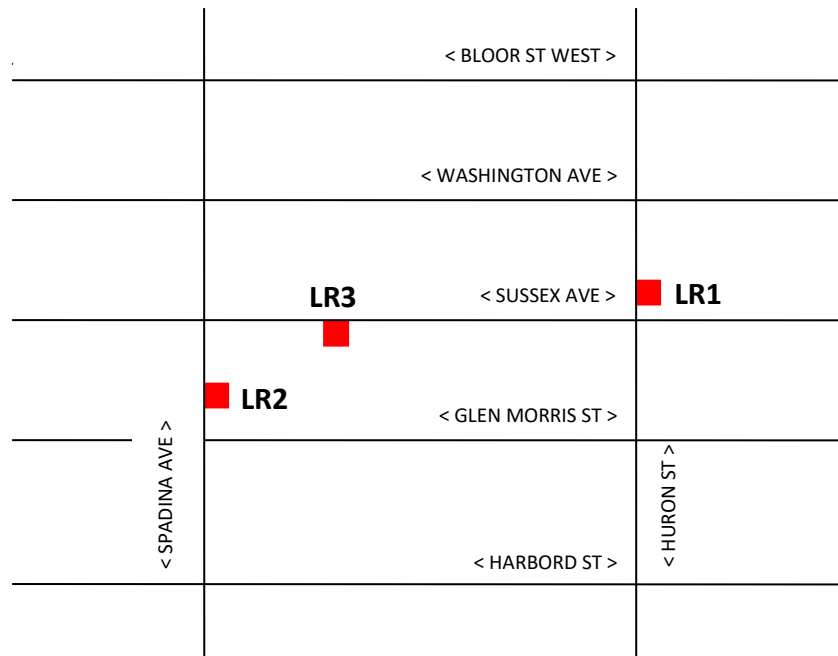 < BLOOR ST WEST >
< WASHINGTON AVE >
< SUSSEX AVE >
LR1
LR3
LR2
< GLEN MORRIS ST >
< SPADINA AVE >
< HURON ST >
< HARBORD ST >